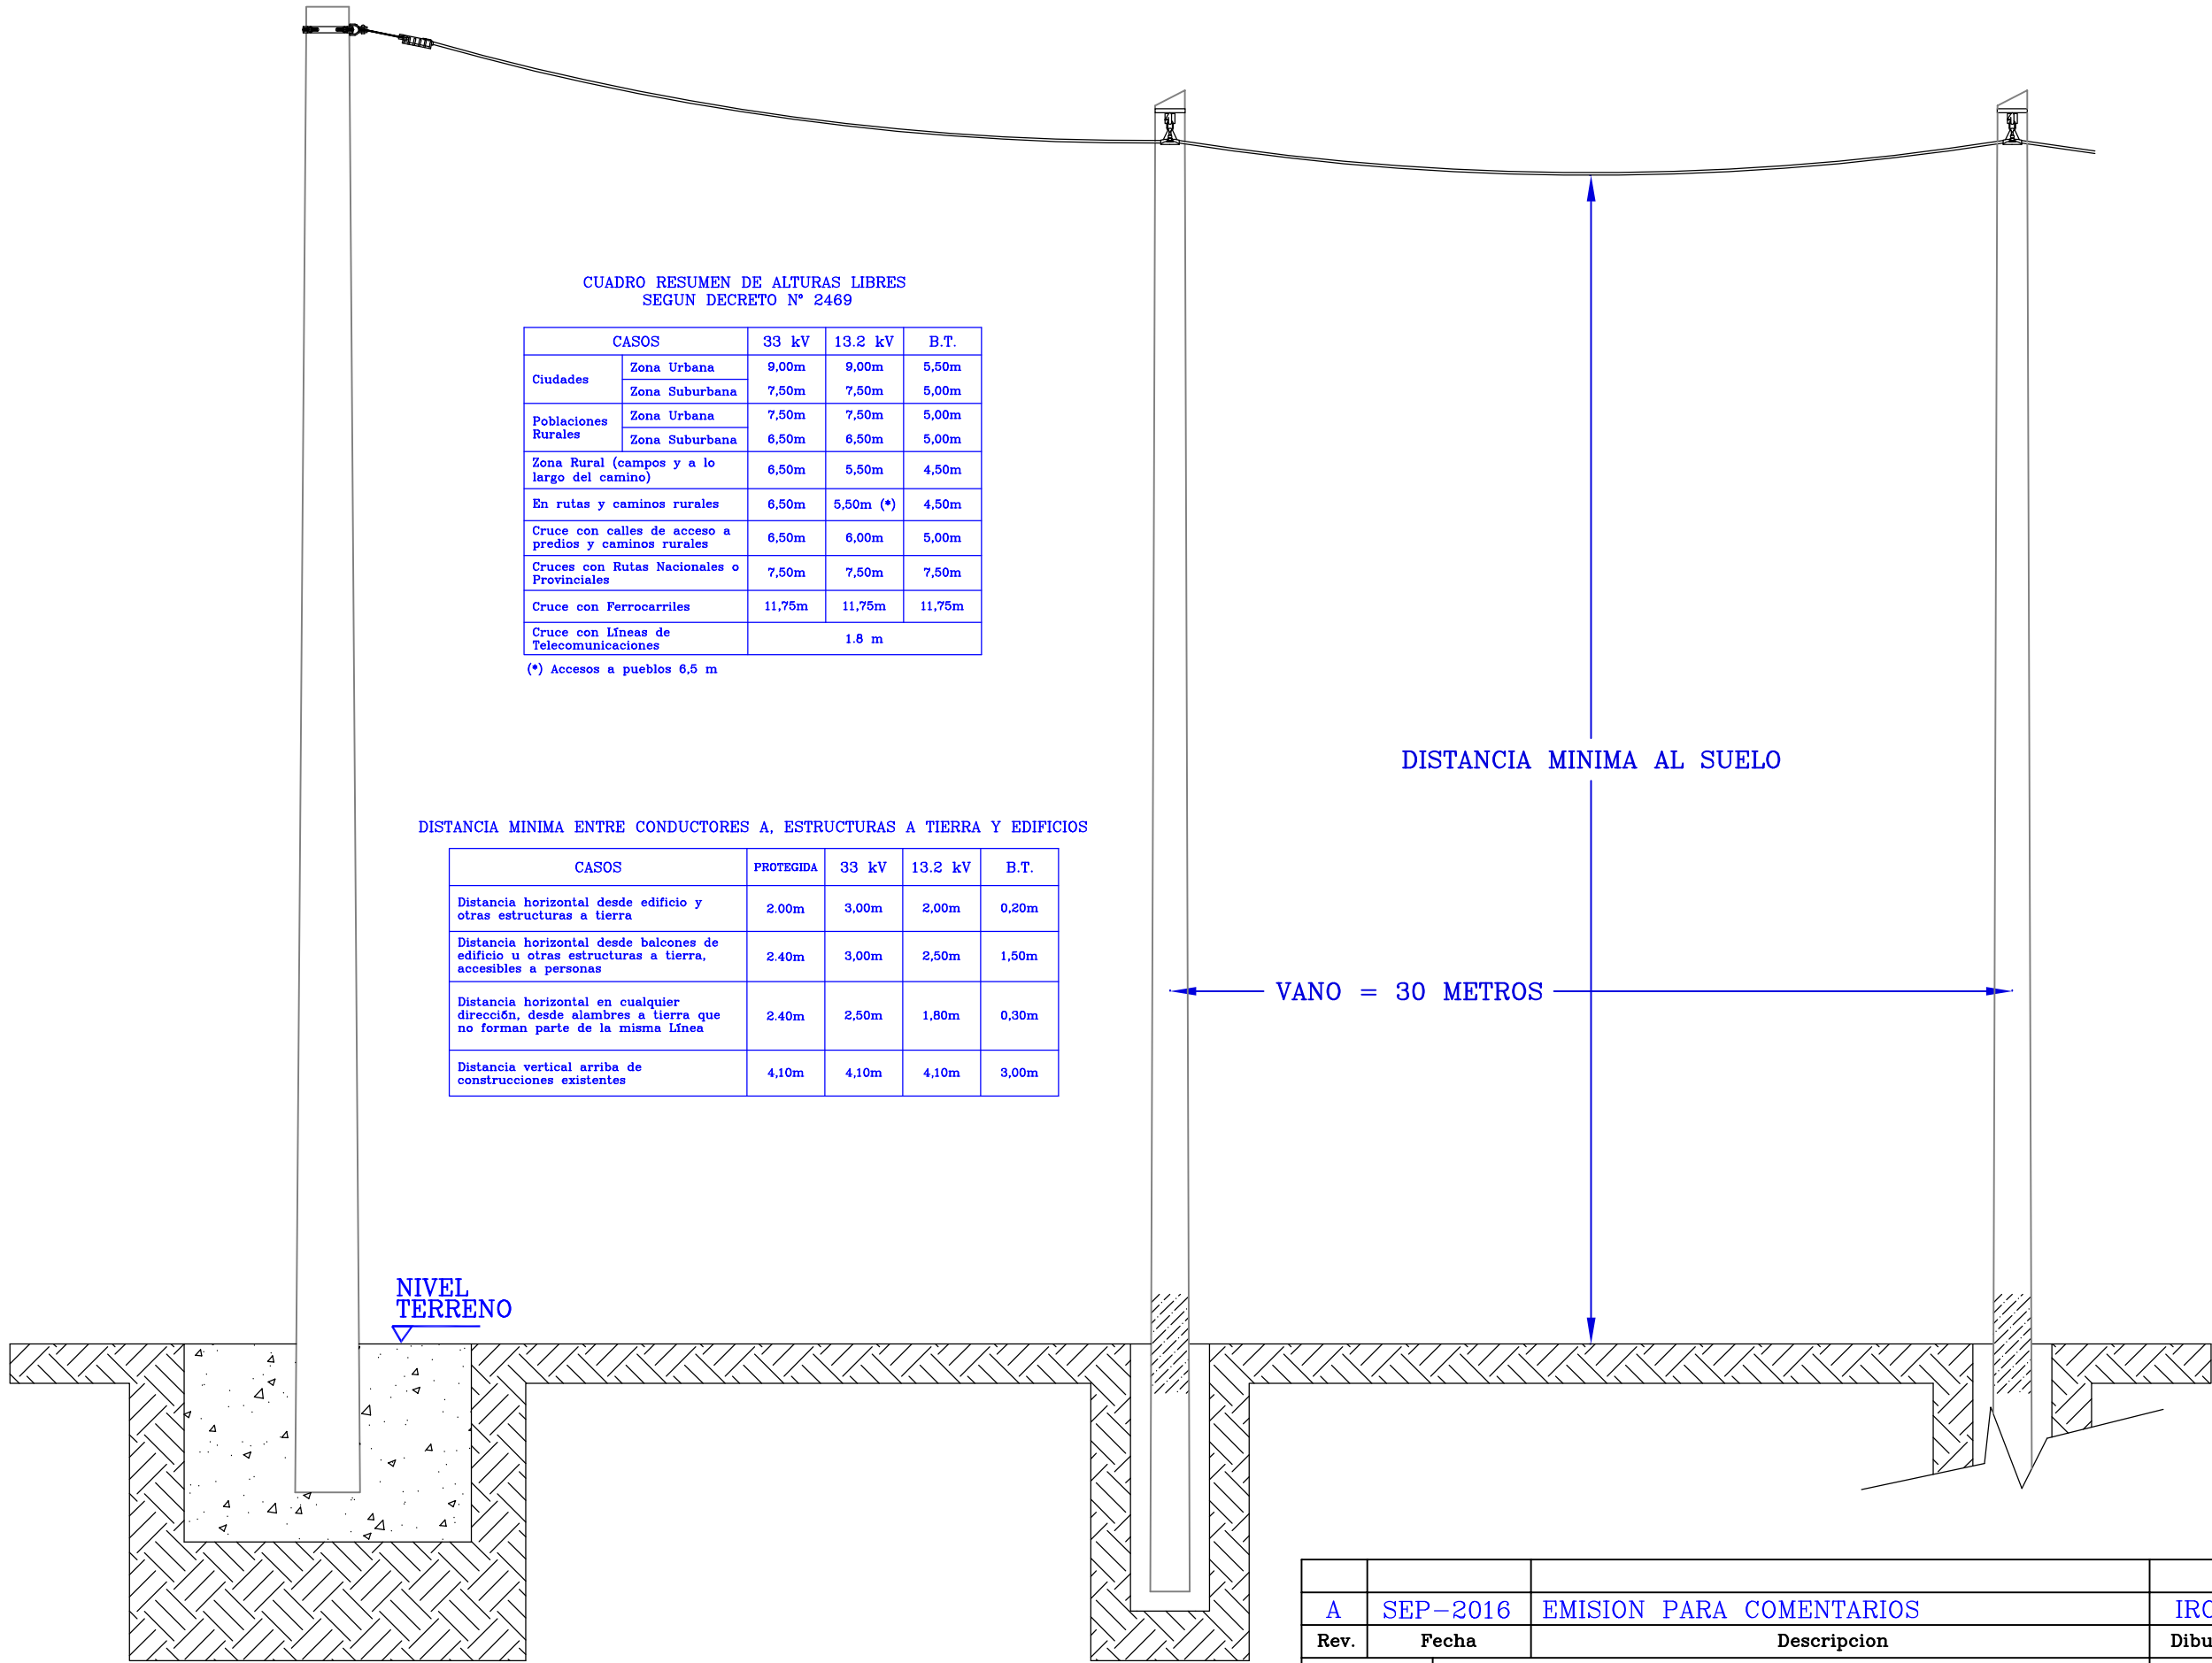 CUADRO RESUMEN DE ALTURAS LIBRES
SEGUN DECRETO N° 2469
CASOS 33 kV 13.2 kV B.T.
Ciudades
Zona Urbana 9,00m 9,00m 5,50m
Zona Suburbana 7,50m 7,50m 5,00m
Poblaciones
Rurales
Zona Urbana 7,50m 7,50m 5,00m
Zona Suburbana 6,50m 6,50m 5,00m
Zona Rural (campos y a lo
largo del camino)
6,50m 5,50m 4,50m
En rutas y caminos rurales 6,50m 5,50m (*) 4,50m
Cruce con calles de acceso a
predios y caminos rurales
6,50m 6,00m 5,00m
Cruces con Rutas Nacionales o
Provinciales
7,50m 7,50m 7,50m
Cruce con Ferrocarriles 11,75m 11,75m 11,75m
Cruce con Líneas de
Telecomunicaciones
1.8 m
(*) Accesos a pueblos 6,5 m
DISTANCIA MINIMA AL SUELO
DISTANCIA MINIMA ENTRE CONDUCTORES A, ESTRUCTURAS A TIERRA Y EDIFICIOS
CASOS PROTEGIDA 33 kV 13.2 kV B.T.
Distancia horizontal desde edificio y
otras estructuras a tierra
2.00m 3,00m 2,00m 0,20m
Distancia horizontal desde balcones de
edificio u otras estructuras a tierra,
accesibles a personas
2.40m 3,00m 2,50m 1,50m
Distancia horizontal en cualquier
dirección, desde alambres a tierra que
no forman parte de la misma Línea
2.40m 2,50m 1,80m 0,30m
Distancia vertical arriba de
construcciones existentes
4,10m 4,10m 4,10m 3,00m
VANO = 30 METROS
NIVEL
TERRENO
A SEP-2016 EMISION PARA COMENTARIOS
Rev. Fecha Descripcion